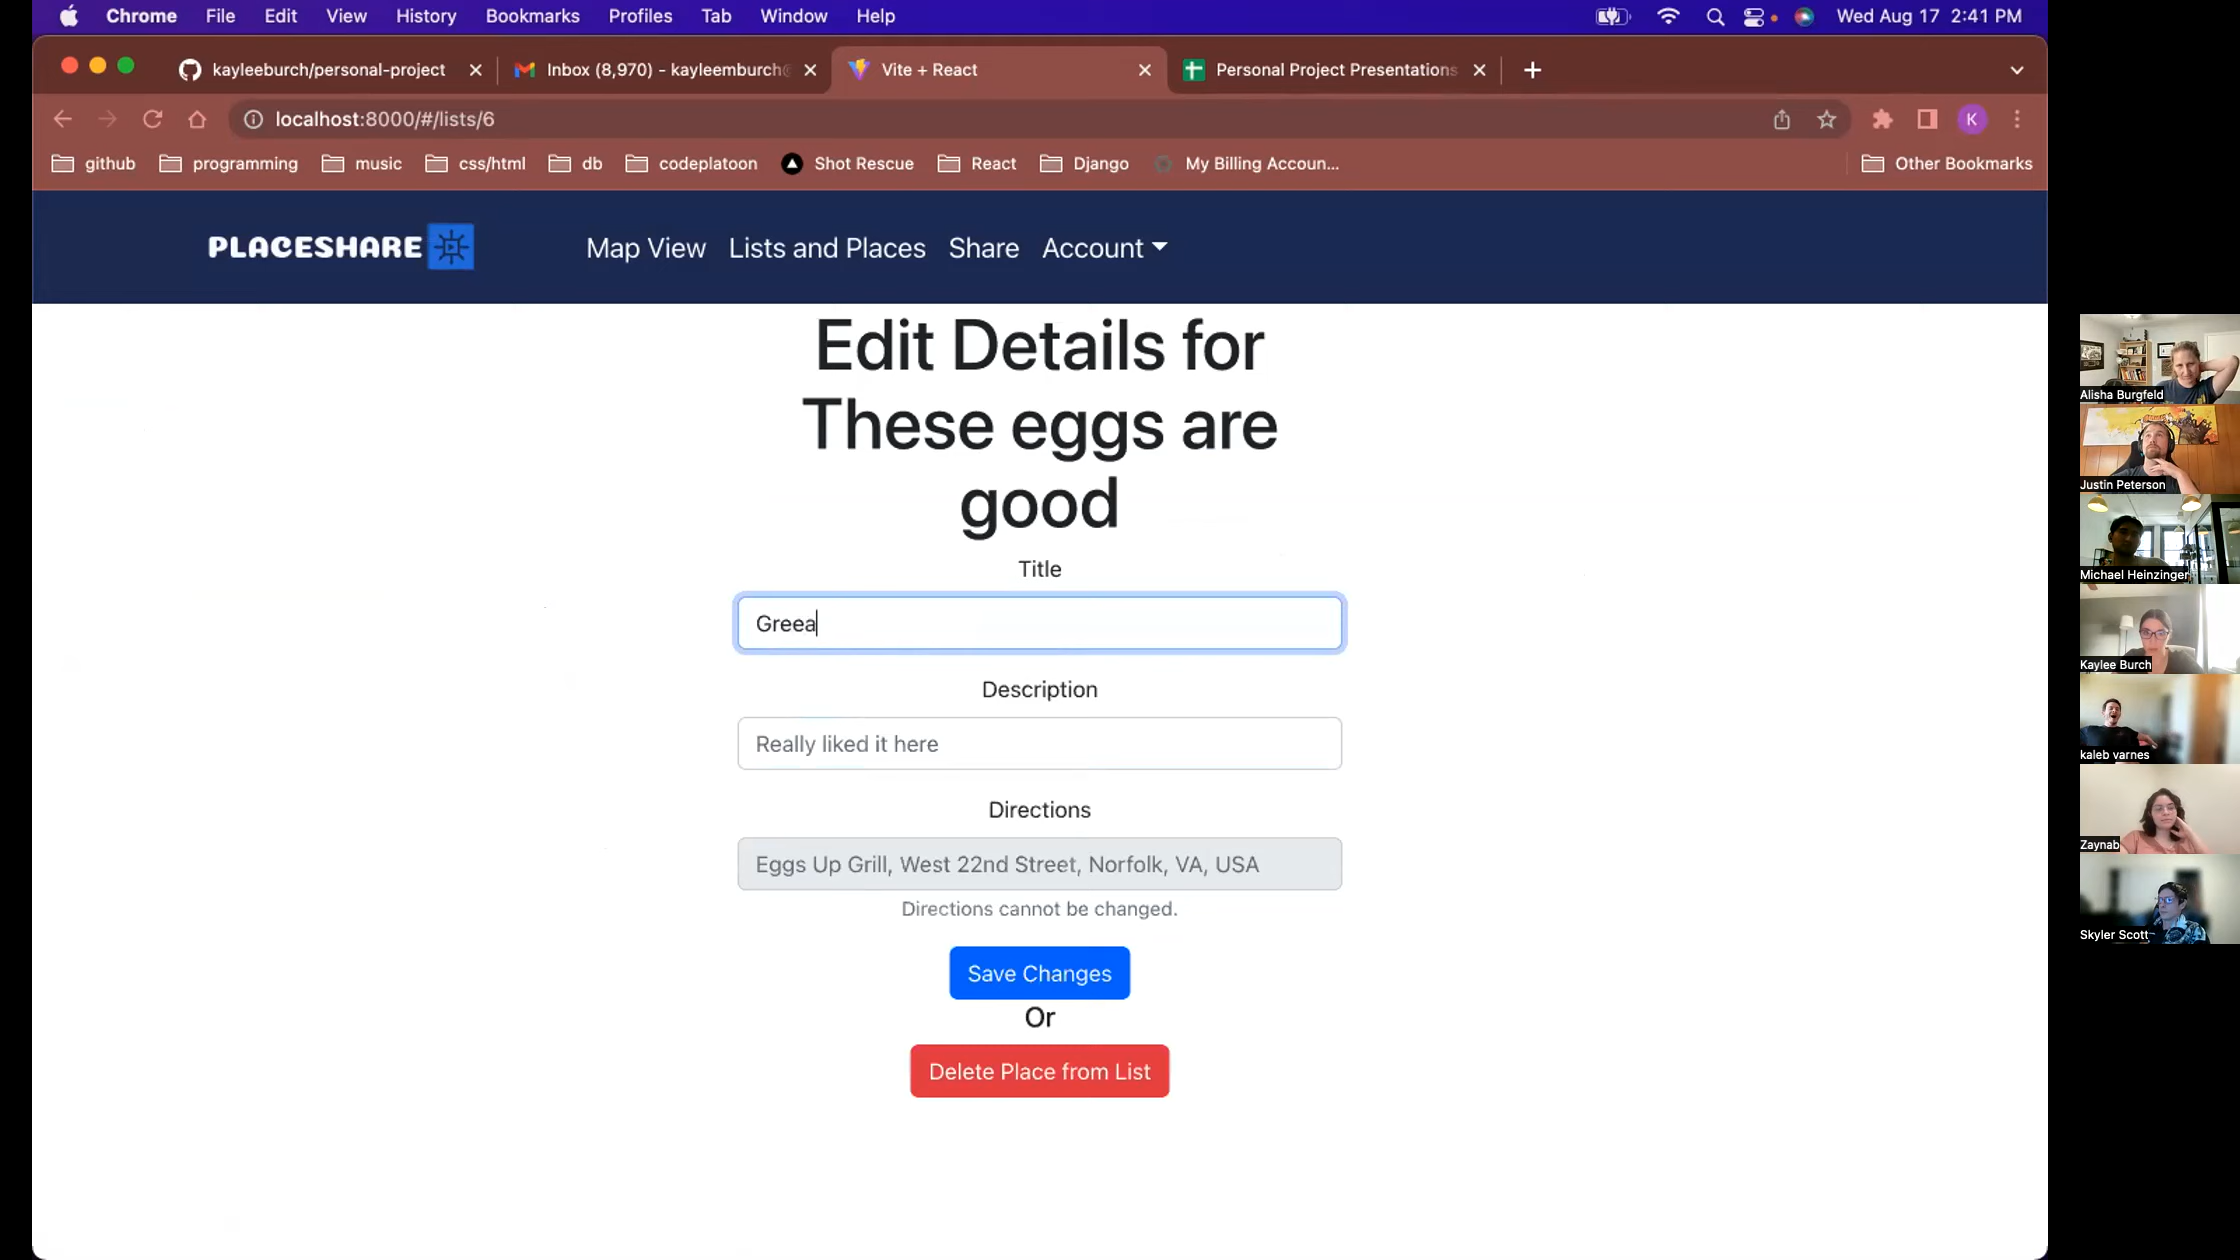 Chrome File Edit View History Bookmarks Profiles Tab Window Help Wed Aug 17 2:41 PM
kayleeburch/personal-project Inbox (8,970) - kayleemburch@ Vite + React Personal Project Presentations
localhost:8000/#/lists/6 K
github programming music css/html db codeplatoon Shot Rescue React Django My Billing Accoun... Other Bookmarks
PLACESHARE Map View Lists and Places Share Account
Edit Details for
These eggs are
good
Title
Greea
Description
Really liked it here
Directions
Eggs Up Grill, West 22nd Street, Norfolk, VA, USA
Directions cannot be changed.
Save Changes
Or
Delete Place from List
Alisha Burgfeld
Justin Peterson
Michael Heinzinger
Kaylee Burch
kaleb varnes
Zaynab
Skyler Scott